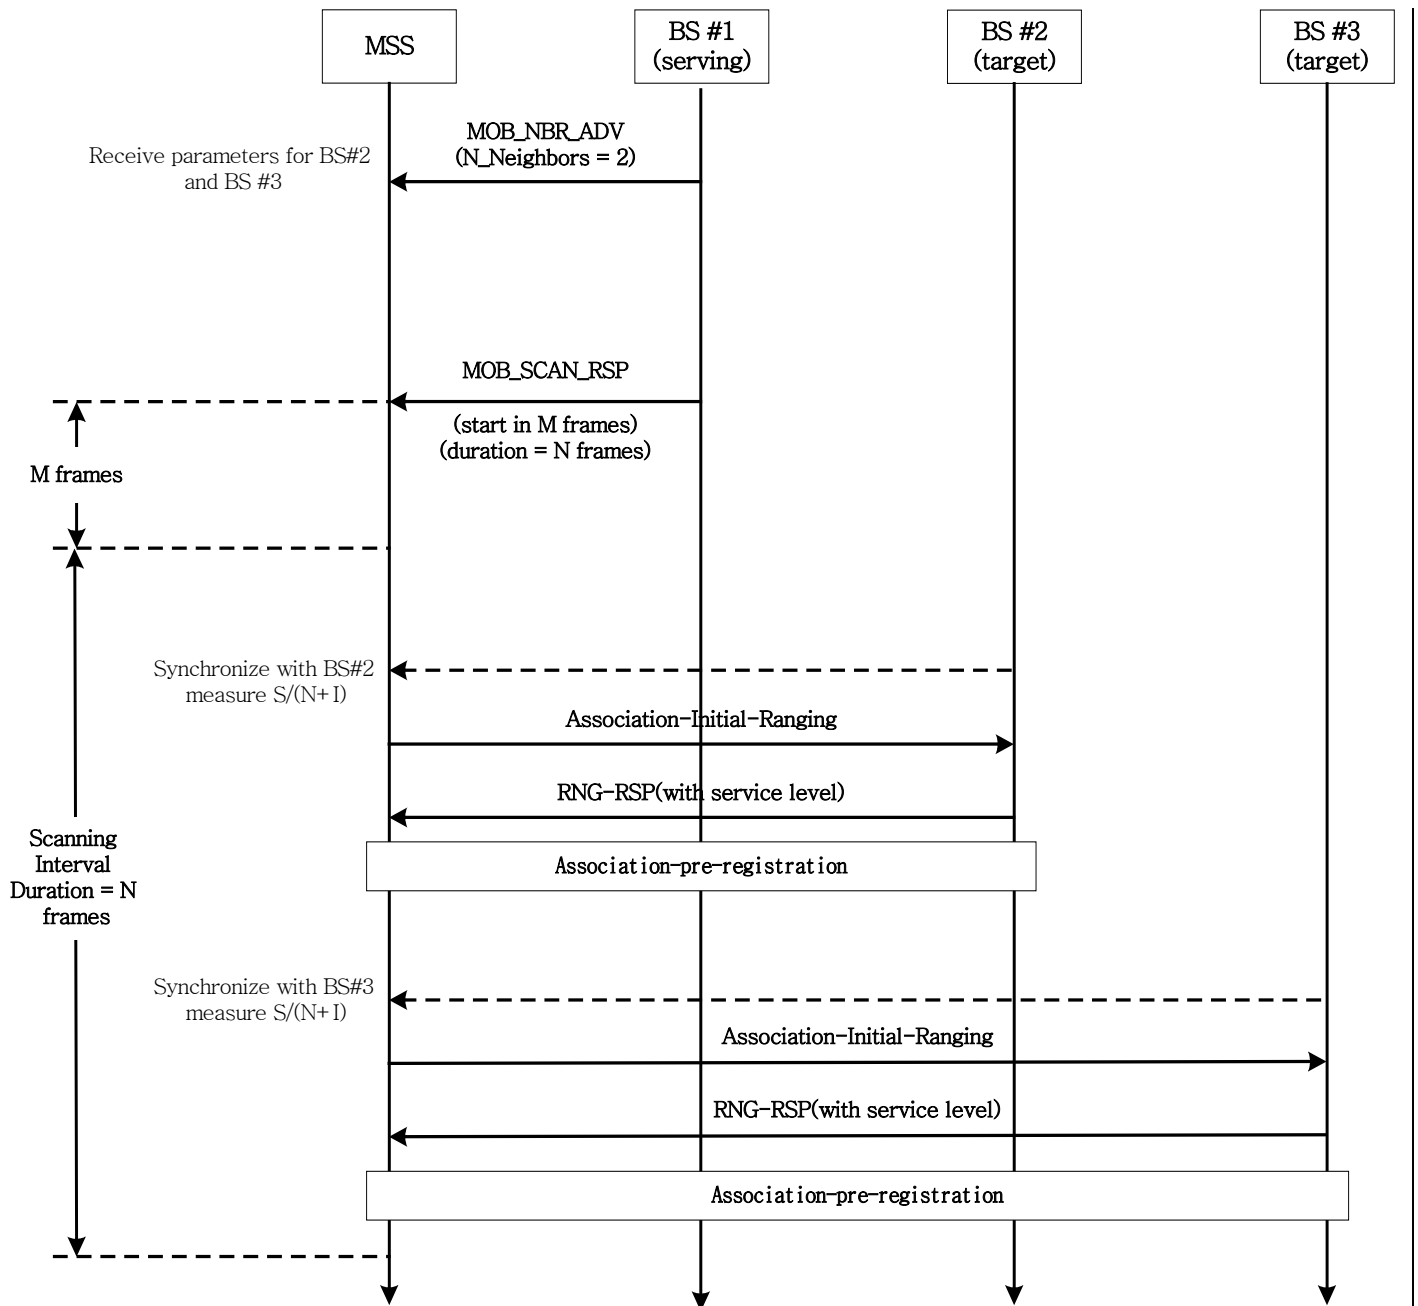 MSS
BS #1
(serving)
BS #2
(target)
BS #3
(target)
MOB_NBR_ADV
(N_Neighbors = 2)
Receive parameters for BS#2
and BS #3
MOB_SCAN_RSP
(start in M frames)
(duration = N frames)
M frames
Synchronize with BS#2
measure S/(N+I)
Association-Initial-Ranging
RNG-RSP(with service level)
Association-pre-registration
Scanning
Interval
Duration = N
frames
Synchronize with BS#3
measure S/(N+I)
Association-Initial-Ranging
RNG-RSP(with service level)
Association-pre-registration